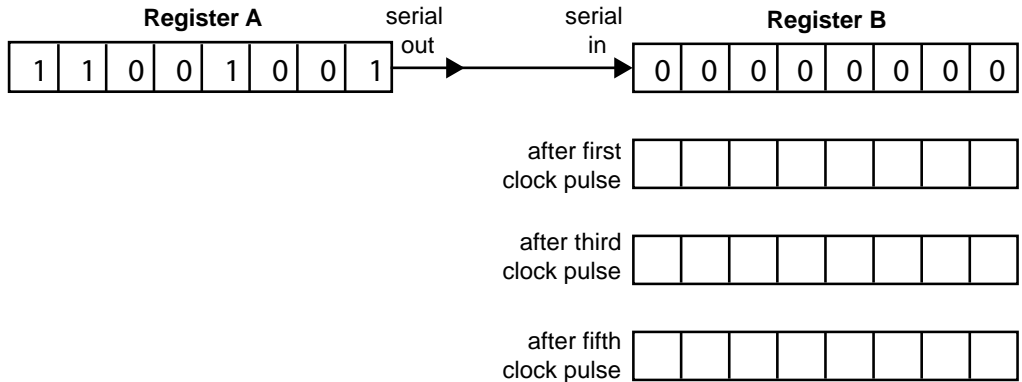 Register A
serial out
serial in
Register B
1 1 0 0 1 0 0 1
0 0 0 0 0 0 0 0
after first
clock pulse
after third
clock pulse
after fifth
clock pulse